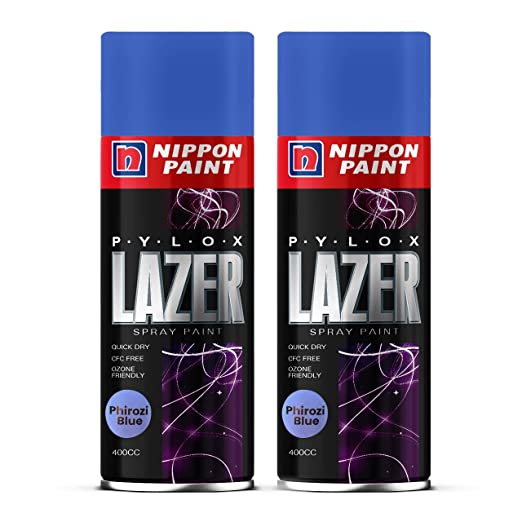 n NIPPON
PAINT
P·Y·L·O·X
LAZER
SPRAY PAINT
QUICK DRY
CFC FREE
OZONE
FRIENDLY
Phirozi
Blue
400CC
n NIPPON
PAINT
P·Y·L·O·X
LAZER
SPRAY PAINT
QUICK DRY
CFC FREE
OZONE
FRIENDLY
Phirozi
Blue
400CC